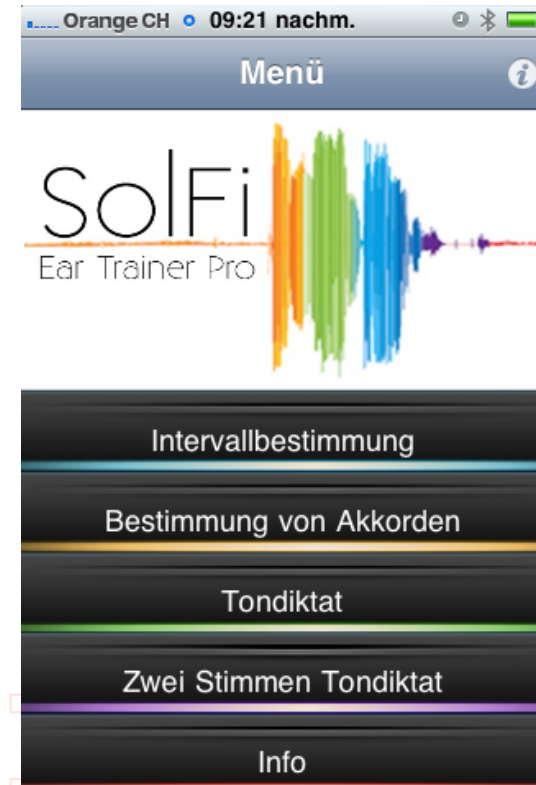 Orange CH 09:21 nachm.
Menü
SolFi
Ear Trainer Pro
Intervallbestimmung
Bestimmung von Akkorden
Tondiktat
Zwei Stimmen Tondiktat
Info